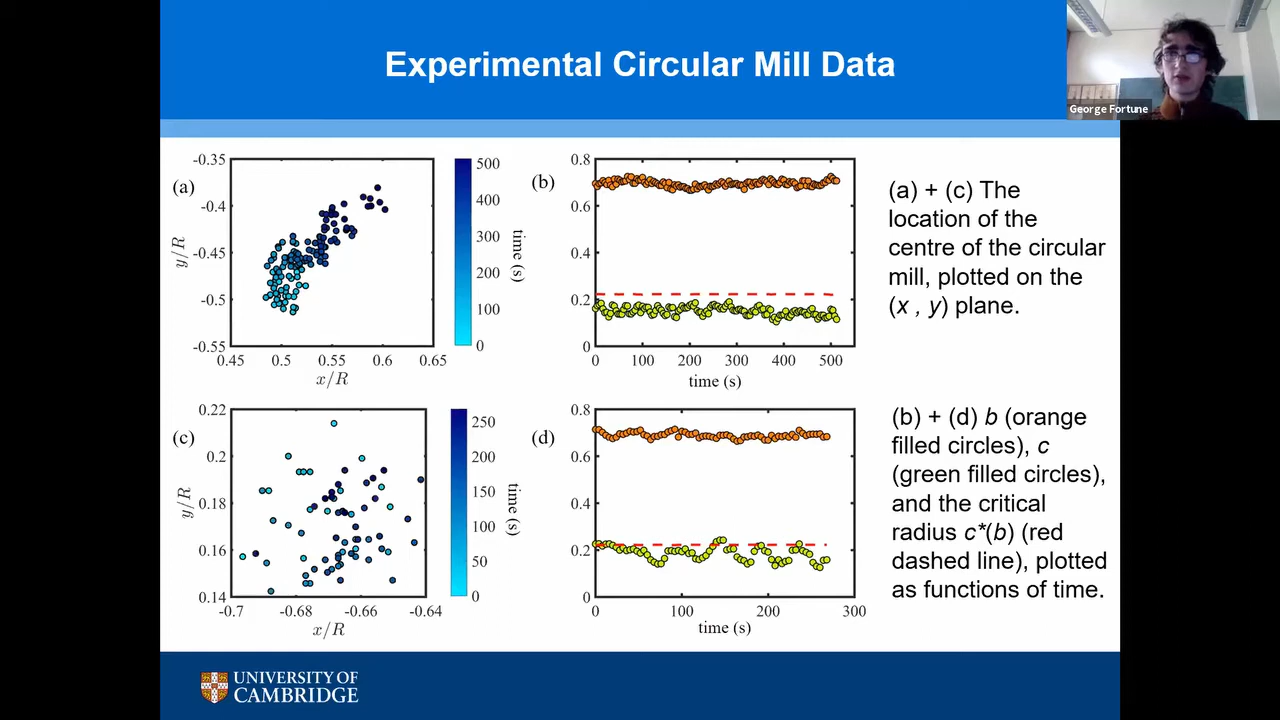 Experimental Circular Mill Data
George Fortune
(a)
-0.35
-0.4
-0.45
-0.5
-0.55
y/R
0.45
0.5
0.55
0.6
0.65
x/R
500
400
300
200
100
0
time (s)
(b)
0.8
0.6
0.4
0.2
0
0
100
200
300
400
500
time (s)
(a) + (c) The
location of the
centre of the circular
mill, plotted on the
(x , y) plane.
(c)
0.22
0.2
0.18
0.16
0.14
y/R
-0.7
-0.68
-0.66
-0.64
x/R
250
200
150
100
50
0
time (s)
(d)
0.8
0.6
0.4
0.2
0
0
100
200
300
time (s)
(b) + (d) b (orange
filled circles), c
(green filled circles),
and the critical
radius c*(b) (red
dashed line), plotted
as functions of time.
UNIVERSITY OF
CAMBRIDGE